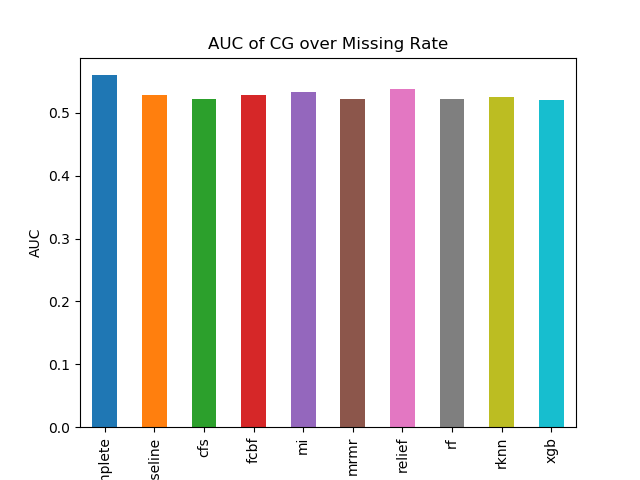 AUC of CG over Missing Rate
AUC
0.5
0.4
0.3
0.2
0.1
0.0
nplete
seline
cfs
fcbf
mi
mrmr
relief
rf
rknn
xgb